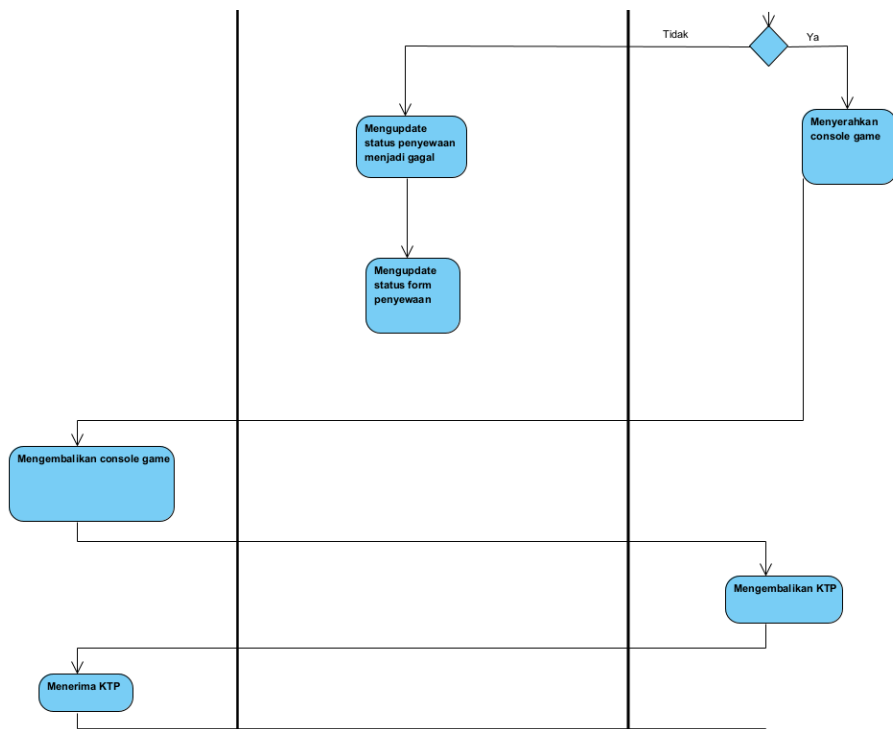 Tidak
Ya
Mengupdate
status penyewaan
menjadi gagal
Menyerahkan
console game
Mengupdate
status form
penyewaan
Mengembalikan console game
Mengembalikan KTP
Menerima KTP